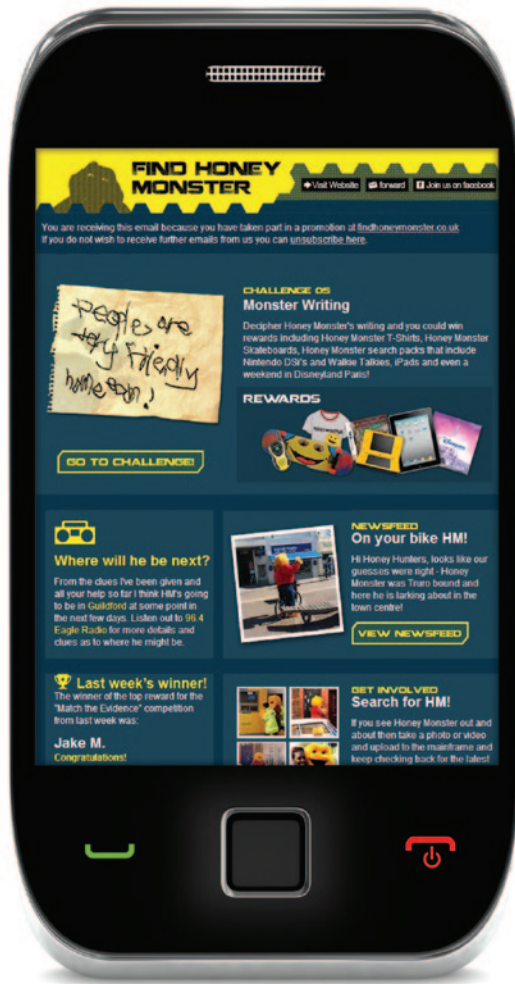 FIND HONEY
MONSTER
Visit Website
forward
Join us on facebook
You are receiving this email because you have taken part in a promotion at findhoneymonster.co.uk
If you do not wish to receive further emails from us you can unsubscribe here.
people are
very friendly
CHALLENGE 05
Monster Writing
Decipher Honey Monster's writing and you could win
rewards including Honey Monster T-Shirts, Honey Monster
Skateboards, Honey Monster search packs that include
Nintendo DSi's and Walkie Talkies, iPads and even a
weekend in Disneyland Paris!
REWARDS
GO TO CHALLENGE!
Where will he be next?
From the clues I've been given and
all your help so far I think HM's going
to be in Guildford at some point in
the next few days. Listen out to 96.4
Eagle Radio for more details and
clues as to where he might be.
NEWSFEED
On your bike HM!
Hi Honey Hunters, looks like our
guesses were right - Honey
Monster was Truro bound and
here he is larking about in the
town centre!
VIEW NEWSFEED
Last week's winner!
The winner of the top reward for the
"Match the Evidence" competition
from last week was:
Jake M.
Congratulations!
GET INVOLVED
Search for HM!
If you see Honey Monster out and
about then take a photo or video
and upload to the mainframe and
keep checking back for the latest